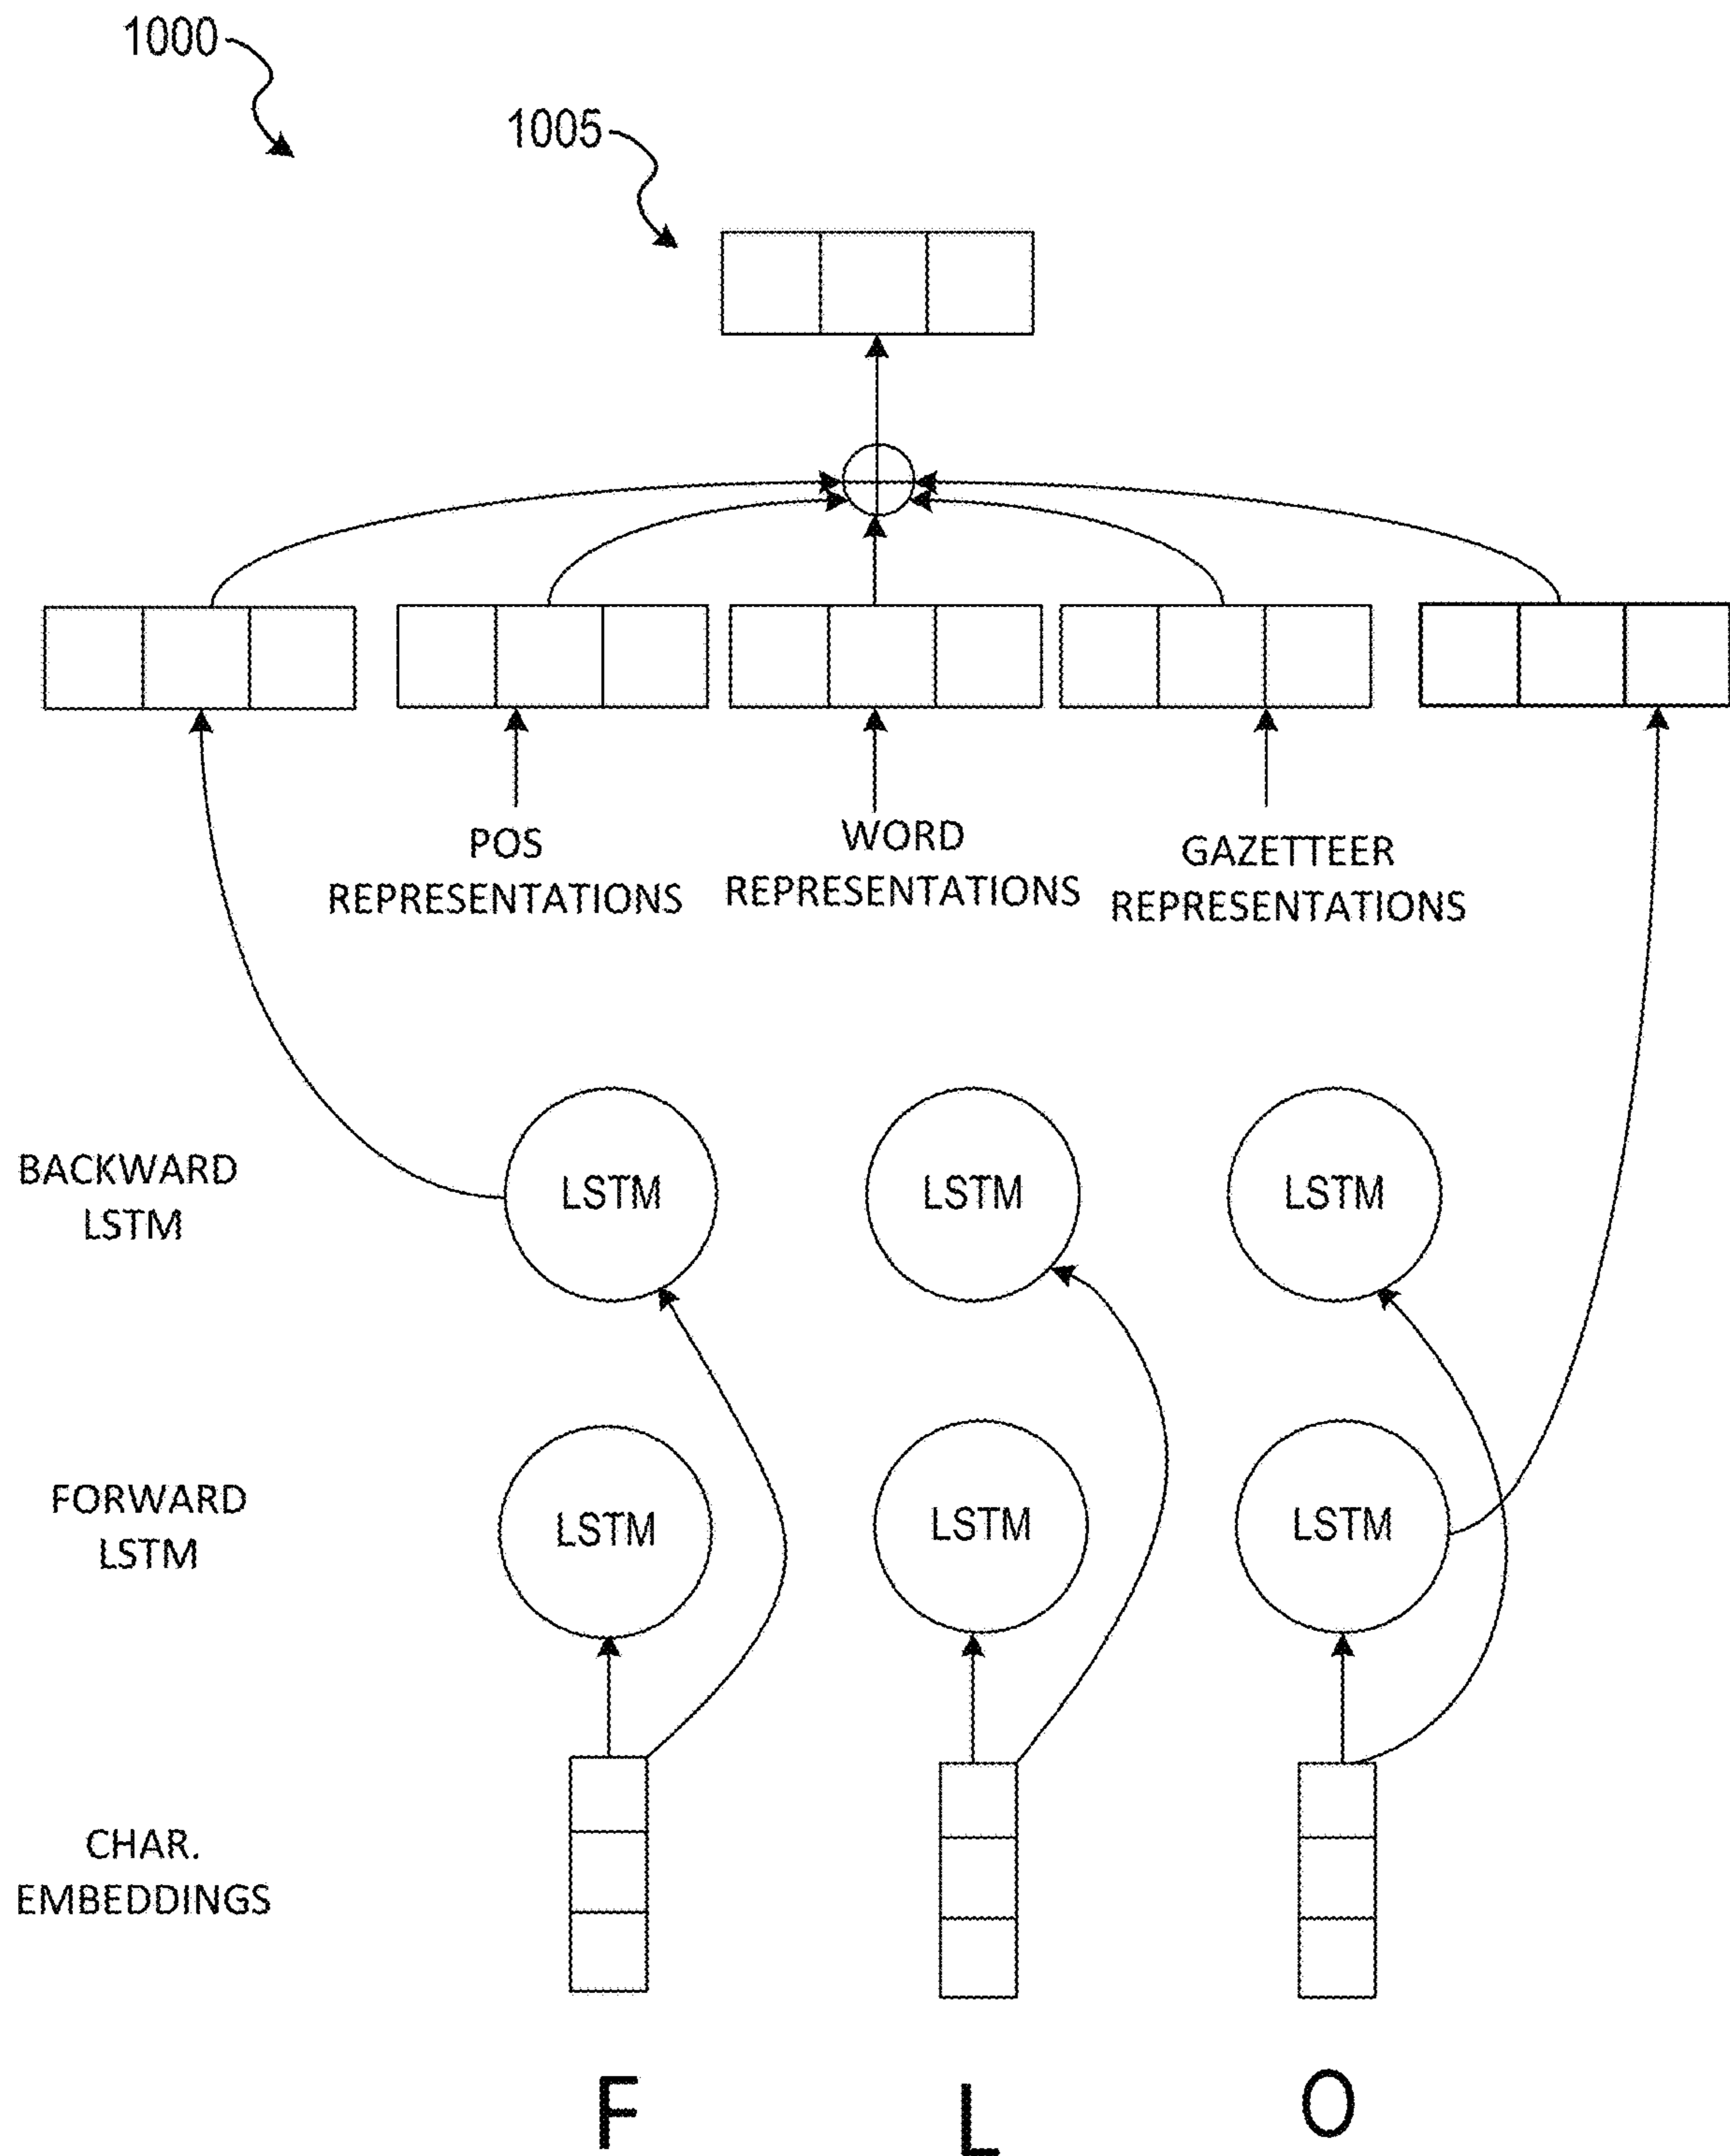 1000
1005
POS
REPRESENTATIONS
WORD
REPRESENTATIONS
GAZETTEER
REPRESENTATIONS
BACKWARD
LSTM
LSTM
LSTM
LSTM
FORWARD
LSTM
LSTM
LSTM
LSTM
CHAR.
EMBEDDINGS
F
L
O